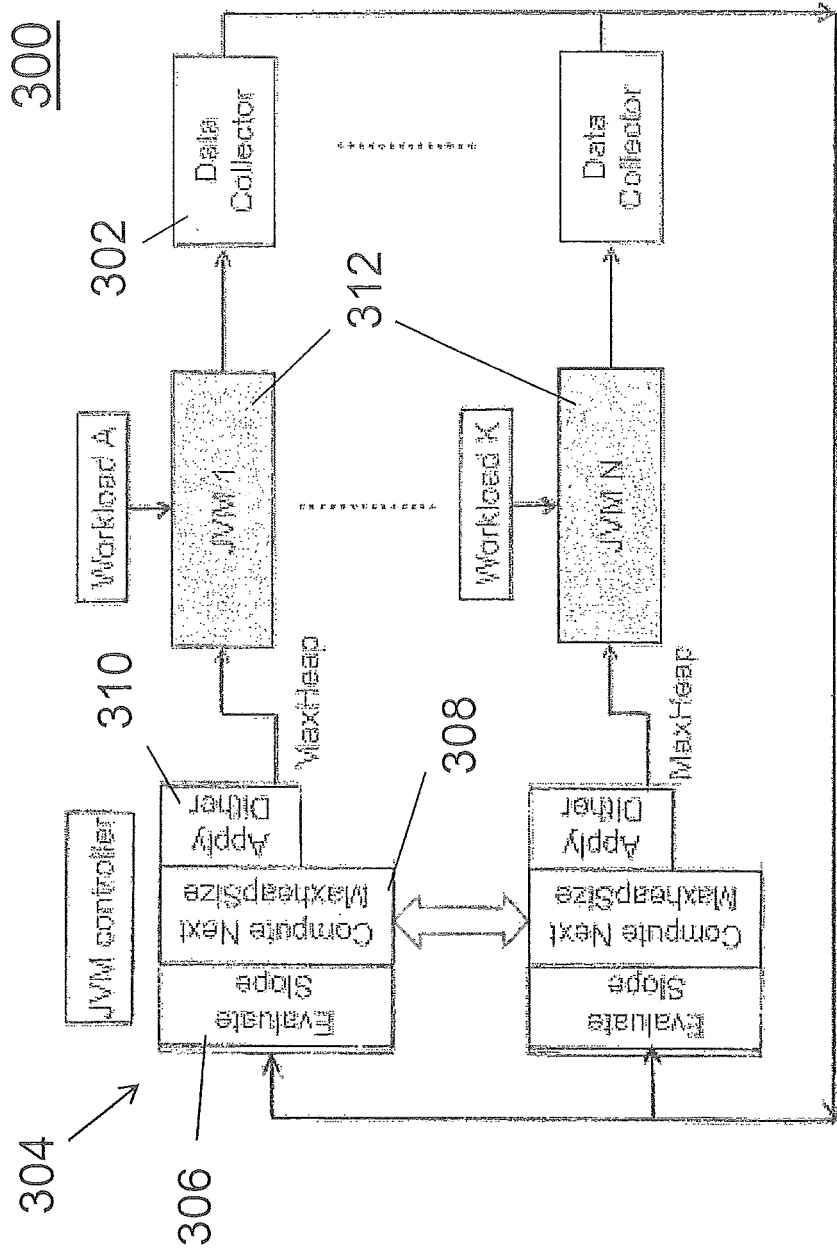 300
304
JVM controller
306
Evaluate
Slope
Compute Next
MaxheapSize
308
Apply
Dither
310
MaxHeap
Workload A
JVM 1
312
Data
Collector
302
Evaluate
Slope
Compute Next
MaxheapSize
Apply
Dither
MaxHeap
Workload K
JVM N
Data
Collector